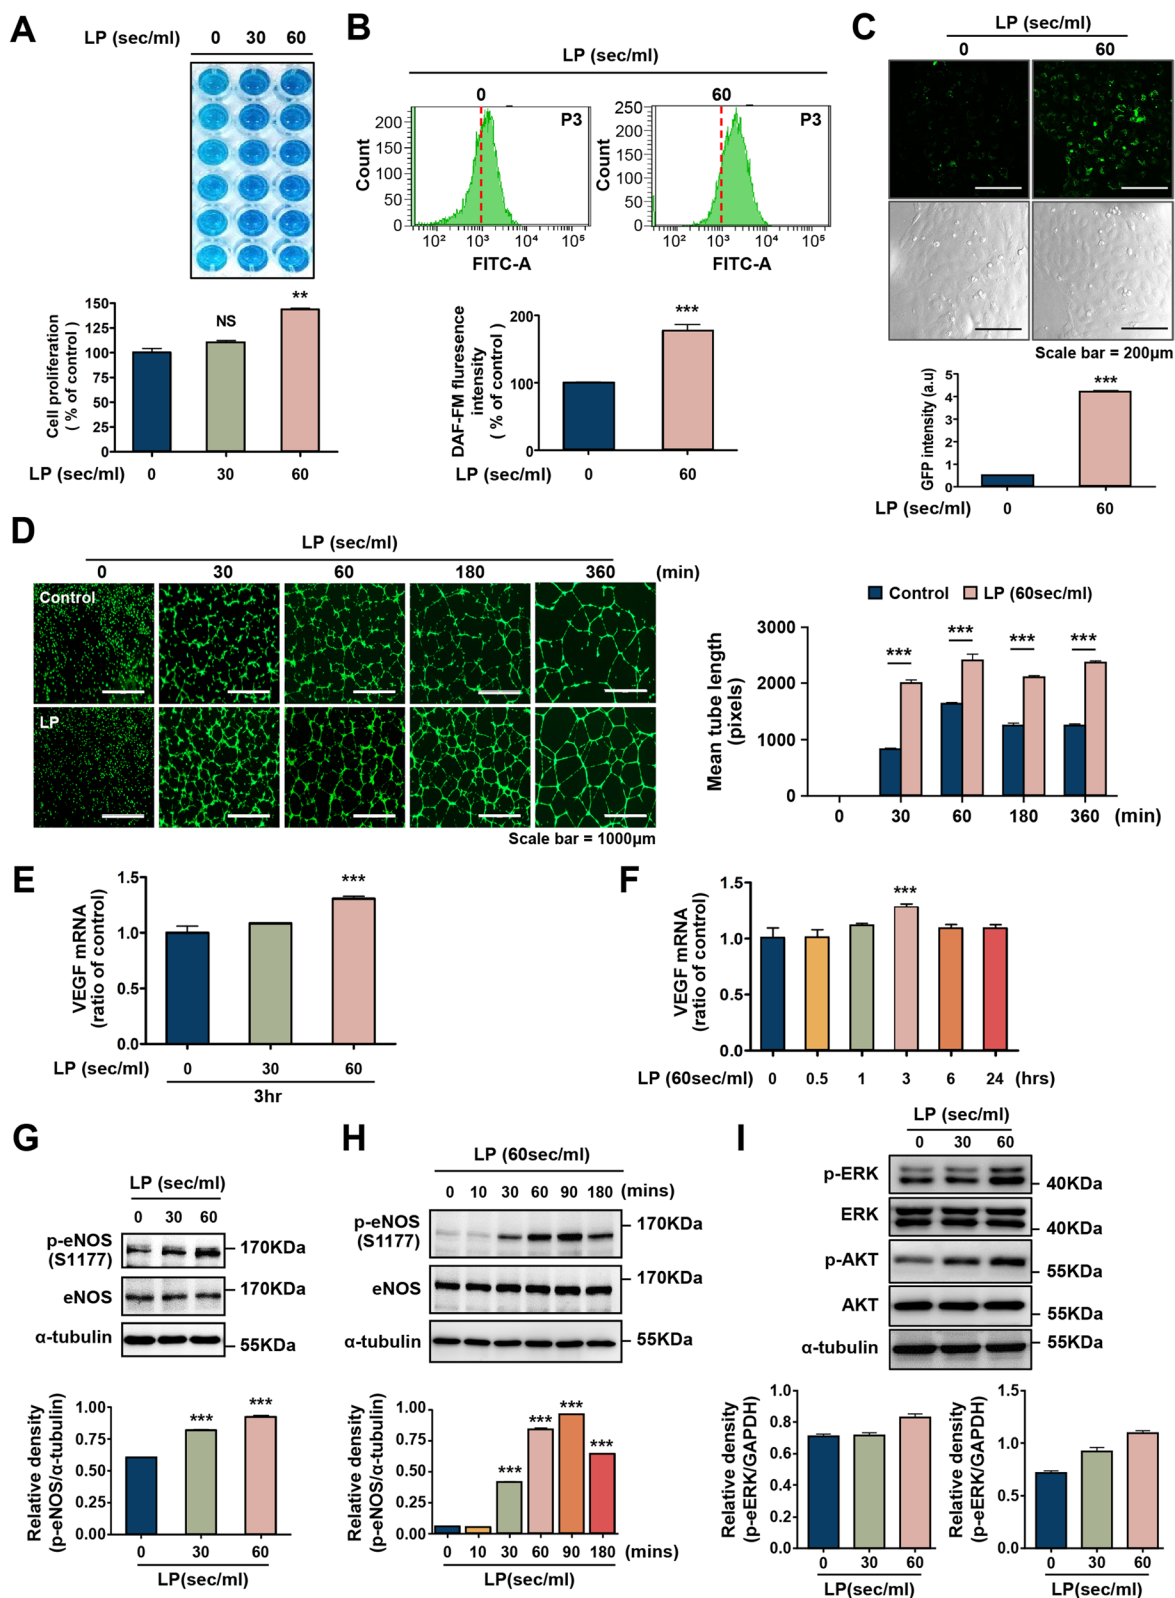 A
LP (sec/ml) 0 30 60
Cell proliferation
( % of control )
150
125
100
75
50
25
0
NS
**
LP (sec/ml) 0 30 60
B
LP (sec/ml)
0
60
Count
200
150
100
50
0
P3
10² 10³ 10⁴ 10⁵
FITC-A
Count
250
200
150
100
50
0
P3
10² 10³ 10⁴ 10⁵
FITC-A
DAF-FM fluresence
intensity
( % of control )
200
100
0
***
LP (sec/ml) 0 60
C
LP (sec/ml)
0 60
Scale bar = 200μm
GFP intensity (a.u)
5
4
3
2
1
0
***
LP (sec/ml) 0 60
D
LP (sec/ml)
0 30 60 180 360 (min)
Control
LP
Scale bar = 1000μm
Control LP (60sec/ml)
Mean tube length
(pixels)
3000
2000
1000
0
*** *** *** ***
0 30 60 180 360 (min)
E
VEGF mRNA
(ratio of control)
1.5
1.0
0.5
0.0
***
LP (sec/ml) 0 30 60
3hr
F
VEGF mRNA
(ratio of control)
1.5
1.0
0.5
0.0
***
LP (60sec/ml) 0 0.5 1 3 6 24 (hrs)
G
LP (sec/ml)
0 30 60
p-eNOS
(S1177)
170KDa
eNOS
170KDa
α-tubulin
55KDa
Relative density
(p-eNOS/α-tubulin)
1.00
0.75
0.50
0.25
0.00
*** ***
0 30 60
LP(sec/ml)
H
LP (60sec/ml)
0 10 30 60 90 180 (mins)
p-eNOS
(S1177)
170KDa
eNOS
170KDa
α-tubulin
55KDa
Relative density
(p-eNOS/α-tubulin)
1.00
0.75
0.50
0.25
0.00
*** *** *** ***
0 10 30 60 90 180 (mins)
LP(sec/ml)
I
LP (sec/ml)
0 30 60
p-ERK
40KDa
ERK
40KDa
p-AKT
55KDa
AKT
55KDa
α-tubulin
55KDa
Relative density
(p-ERK/GAPDH)
1.0
0.8
0.6
0.4
0.2
0.0
0 30 60
LP(sec/ml)
Relative density
(p-ERK/GAPDH)
1.5
1.0
0.5
0.0
0 30 60
LP(sec/ml)